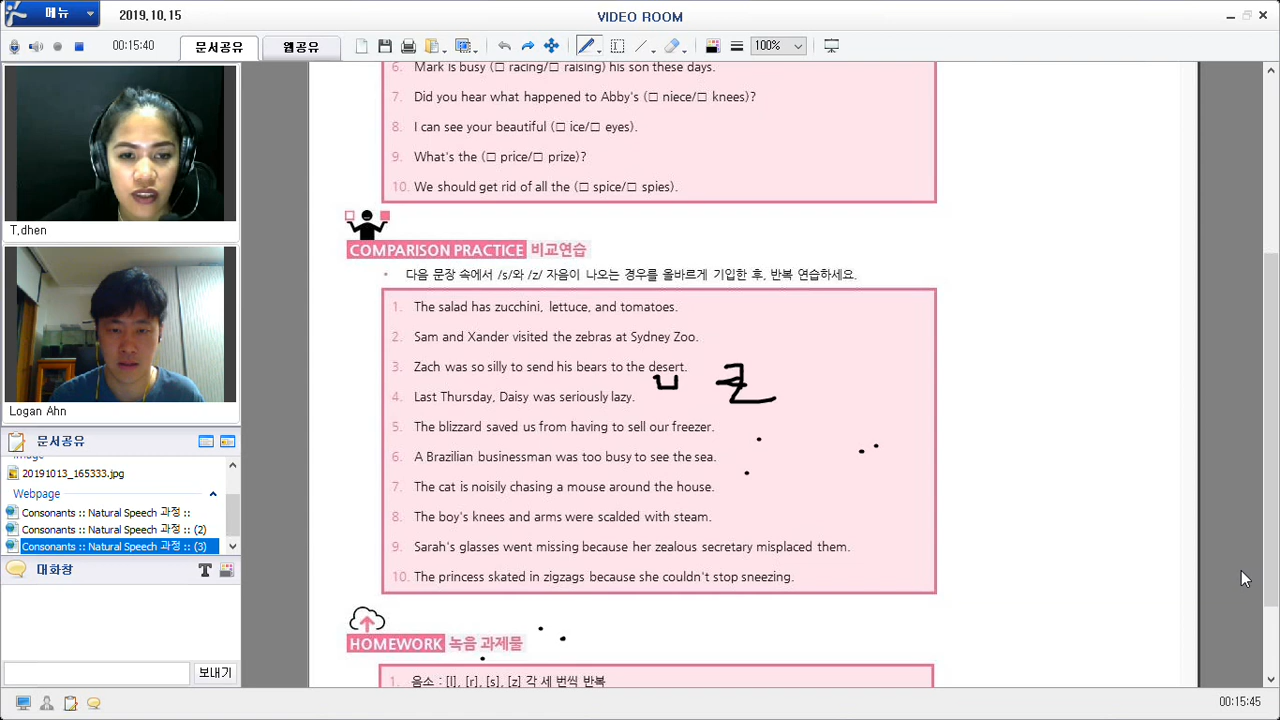 메뉴
2019.10.15
VIDEO ROOM
00:15:40
문서공유
웹공유
100%
6. Mark is busy (□ racing/□ raising) his son these days.
7. Did you hear what happened to Abby's (□ niece/□ knees)?
8. I can see your beautiful (□ ice/□ eyes).
9. What's the (□ price/□ prize)?
10. We should get rid of all the (□ spice/□ spies).
T.dhen
COMPARISON PRACTICE 비교연습
• 다음 문장 속에서 /s/와 /z/ 자음이 나오는 경우를 올바르게 기입한 후, 반복 연습하세요.
1. The salad has zucchini, lettuce, and tomatoes.
2. Sam and Xander visited the zebras at Sydney Zoo.
3. Zach was so silly to send his bears to the desert.
4. Last Thursday, Daisy was seriously lazy.
5. The blizzard saved us from having to sell our freezer.
6. A Brazilian businessman was too busy to see the sea.
7. The cat is noisily chasing a mouse around the house.
8. The boy's knees and arms were scalded with steam.
9. Sarah's glasses went missing because her zealous secretary misplaced them.
10. The princess skated in zigzags because she couldn't stop sneezing.
Logan Ahn
문서공유
20191013_165333.jpg
Webpage
Consonants :: Natural Speech 과정 ::
Consonants :: Natural Speech 과정 :: (2)
Consonants :: Natural Speech 과정 :: (3)
대화창
보내기
HOMEWORK 녹음 과제물
1. 음소 : [l], [r], [s], [z] 각 세 번씩 반복
00:15:45